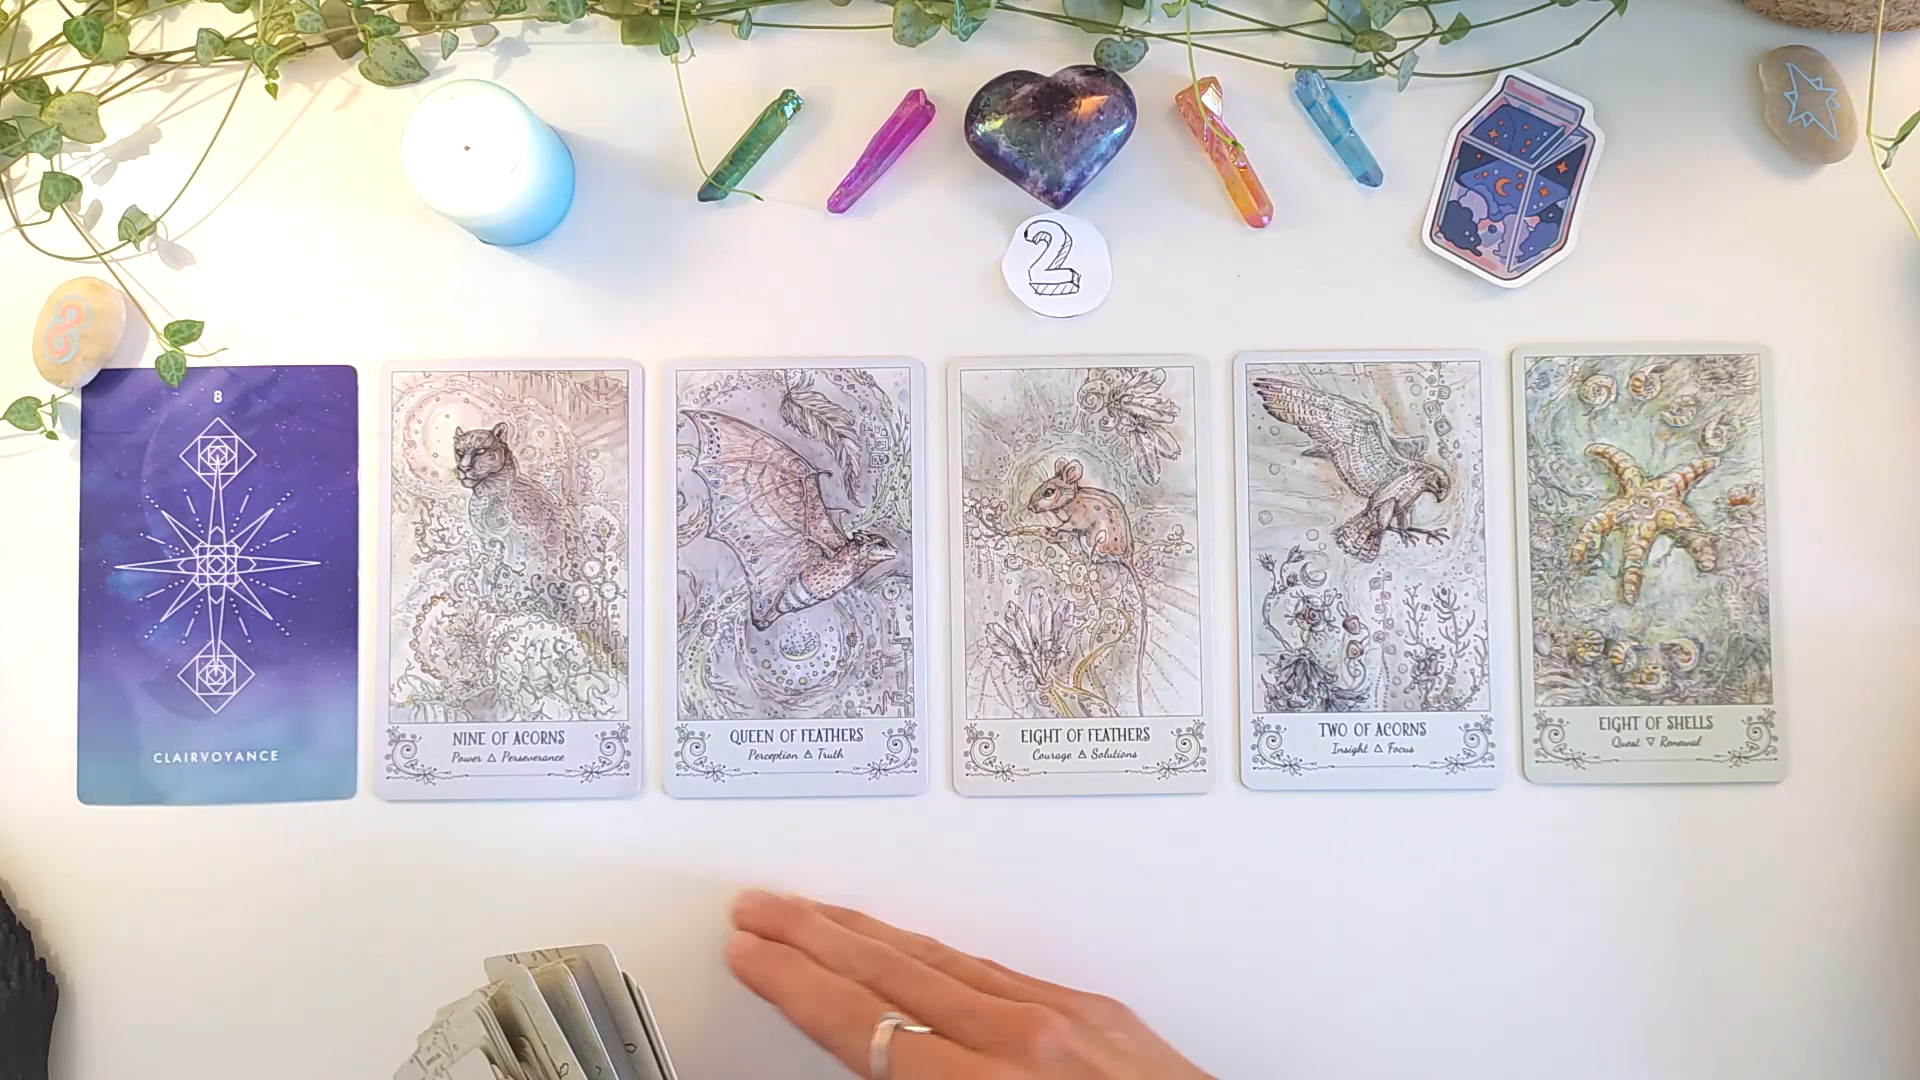 2
8
CLAIRVOYANCE
NINE OF ACORNS
Power △ Perseverance
QUEEN OF FEATHERS
Perception △ Truth
EIGHT OF FEATHERS
Courage △ Solutions
TWO OF ACORNS
Insight △ Focus
EIGHT OF SHELLS
Quest ▽ Renewal